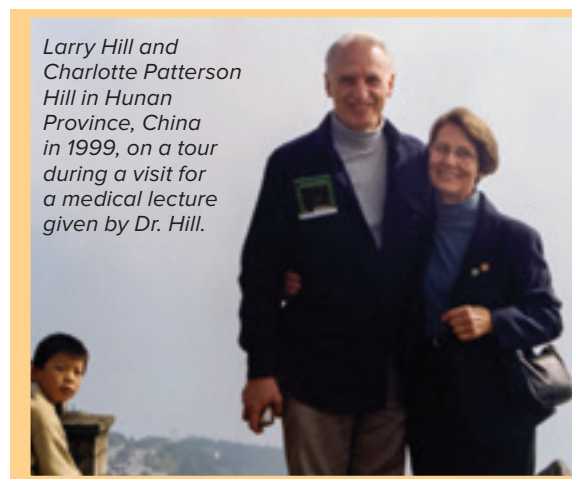 Larry Hill and
Charlotte Patterson
Hill in Hunan
Province, China
in 1999, on a tour
during a visit for
a medical lecture
given by Dr. Hill.